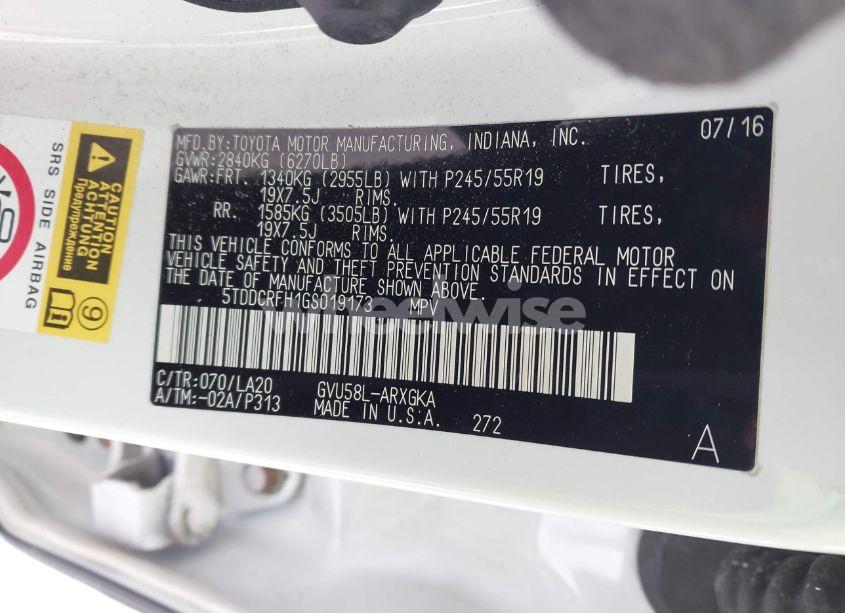 SRS SIDE AIRBAG
CAUTION
ATTENTION
ACHTUNG
Предупреждение
9
MFD.BY:TOYOTA MOTOR MANUFACTURING, INDIANA, INC. 07/16
GVWR:2840KG (6270LB)
GAWR:FRT. 1340KG (2955LB) WITH P245/55R19 TIRES,
19X7.5J RIMS.
RR. 1585KG (3505LB) WITH P245/55R19 TIRES,
19X7.5J RIMS.
THIS VEHICLE CONFORMS TO ALL APPLICABLE FEDERAL MOTOR
VEHICLE SAFETY AND THEFT PREVENTION STANDARDS IN EFFECT ON
THE DATE OF MANUFACTURE SHOWN ABOVE.
5TDDCRFH1GS019173 MPV
wheelwise
C/TR:070/LA20 GVU58L-ARXGKA
A/TM:-02A/P313 MADE IN U.S.A. 272
A